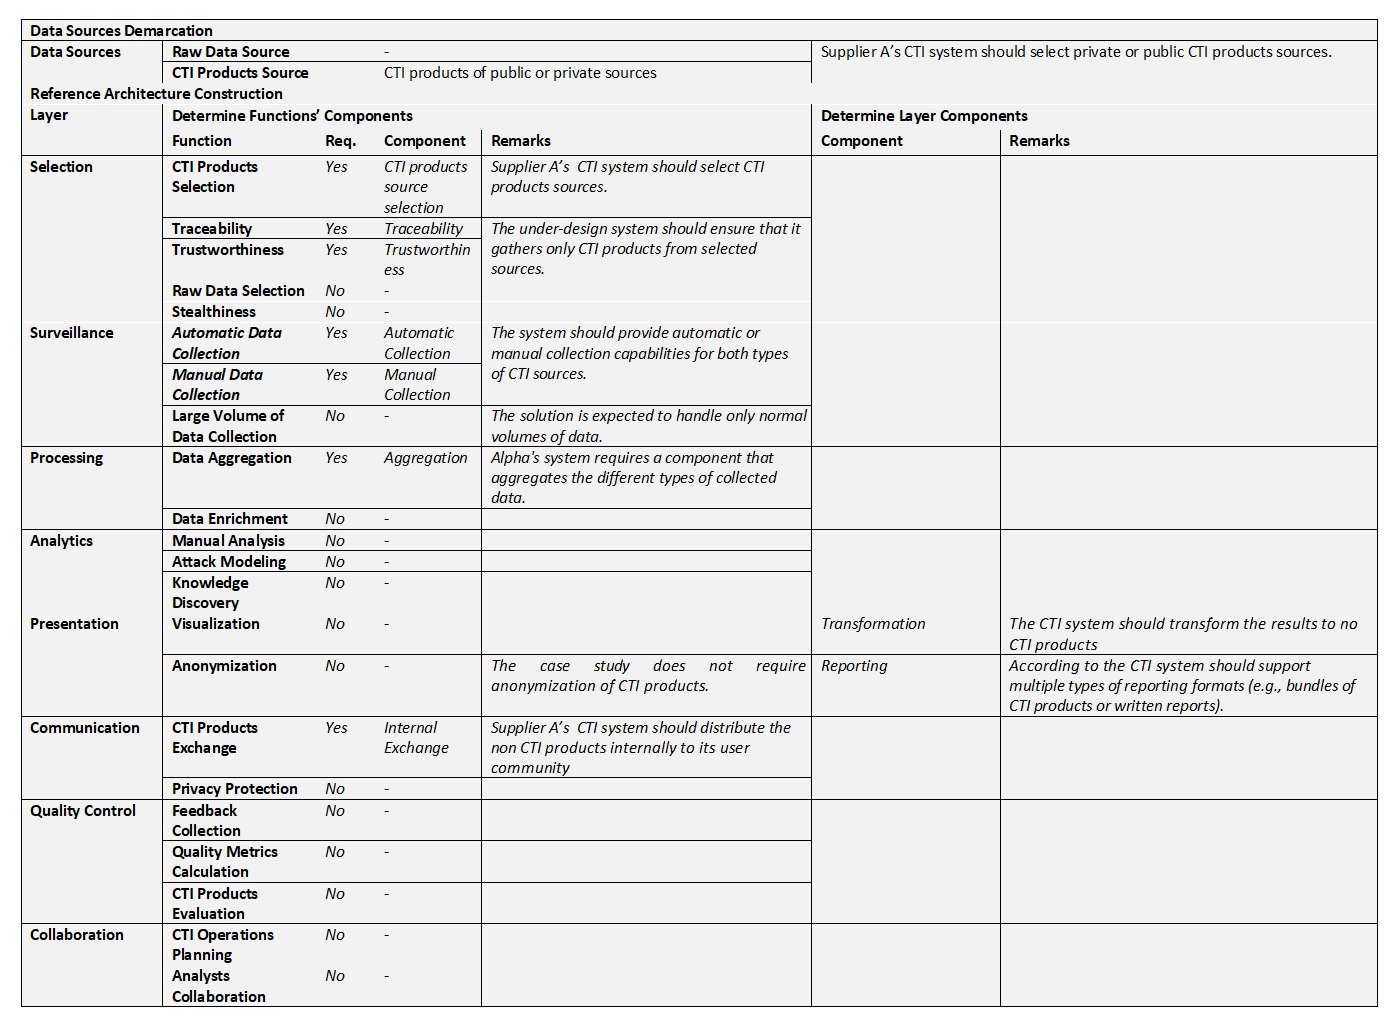 Data Sources Demarcation
Data Sources
Raw Data Source
-
Supplier A's CTI system should select private or public CTI products sources.
CTI Products Source
CTI products of public or private sources
Reference Architecture Construction
Layer
Determine Functions' Components
Determine Layer Components
Function
Req.
Component
Remarks
Component
Remarks
Selection
CTI Products
Selection
Yes
CTI products
source
selection
Supplier A's  CTI system should select CTI
products sources.
Traceability
Yes
Traceability
The under-design system should ensure that it
gathers only CTI products from selected
sources.
Trustworthiness
Yes
Trustworthin
ess
Raw Data Selection
No
-
Stealthiness
No
-
Surveillance
Automatic Data
Collection
Yes
Automatic
Collection
The system should provide automatic or
manual collection capabilities for both types
of CTI sources.
Manual Data
Collection
Yes
Manual
Collection
Large Volume of
Data Collection
No
-
The solution is expected to handle only normal
volumes of data.
Processing
Data Aggregation
Yes
Aggregation
Alpha's system requires a component that
aggregates the different types of collected
data.
Data Enrichment
No
-
Analytics
Manual Analysis
No
-
Attack Modeling
No
-
Knowledge
Discovery
No
-
Presentation
Visualization
No
-
Transformation
The CTI system should transform the results to no
CTI products
Anonymization
No
-
The case study does not require
anonymization of CTI products.
Reporting
According to the CTI system should support
multiple types of reporting formats (e.g., bundles of
CTI products or written reports).
Communication
CTI Products
Exchange
Yes
Internal
Exchange
Supplier A's  CTI system should distribute the
non CTI products internally to its user
community
Privacy Protection
No
-
Quality Control
Feedback
Collection
No
-
Quality Metrics
Calculation
No
-
CTI Products
Evaluation
No
-
Collaboration
CTI Operations
Planning
No
-
Analysts
Collaboration
No
-